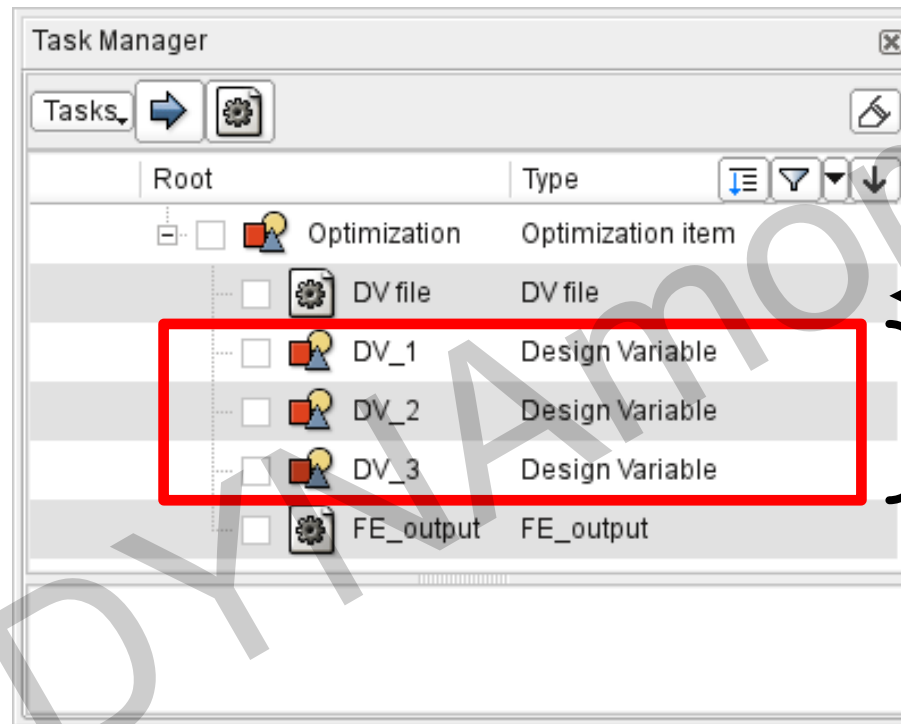 Task Manager
Tasks
Root Type
Optimization Optimization item
DV file DV file
DV_1 Design Variable
DV_2 Design Variable
DV_3 Design Variable
FE_output FE_output